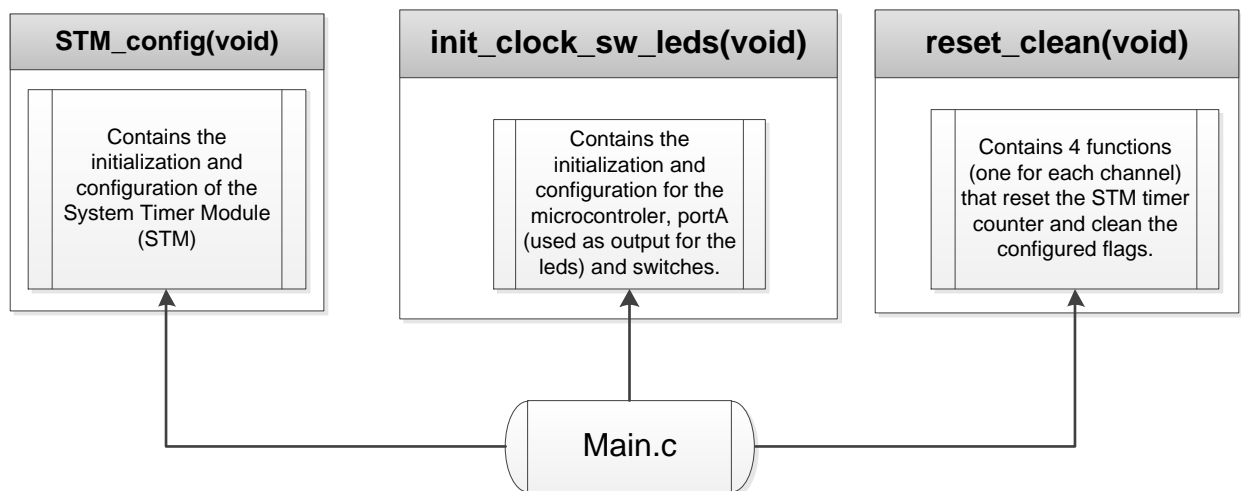 STM_config(void)
Contains the
initialization and
configuration of the
System Timer Module
(STM)
init_clock_sw_leds(void)
Contains the
initialization and
configuration for the
microcontroler, portA
(used as output for the
leds) and switches.
reset_clean(void)
Contains 4 functions
(one for each channel)
that reset the STM timer
counter and clean the
configured flags.
Main.c